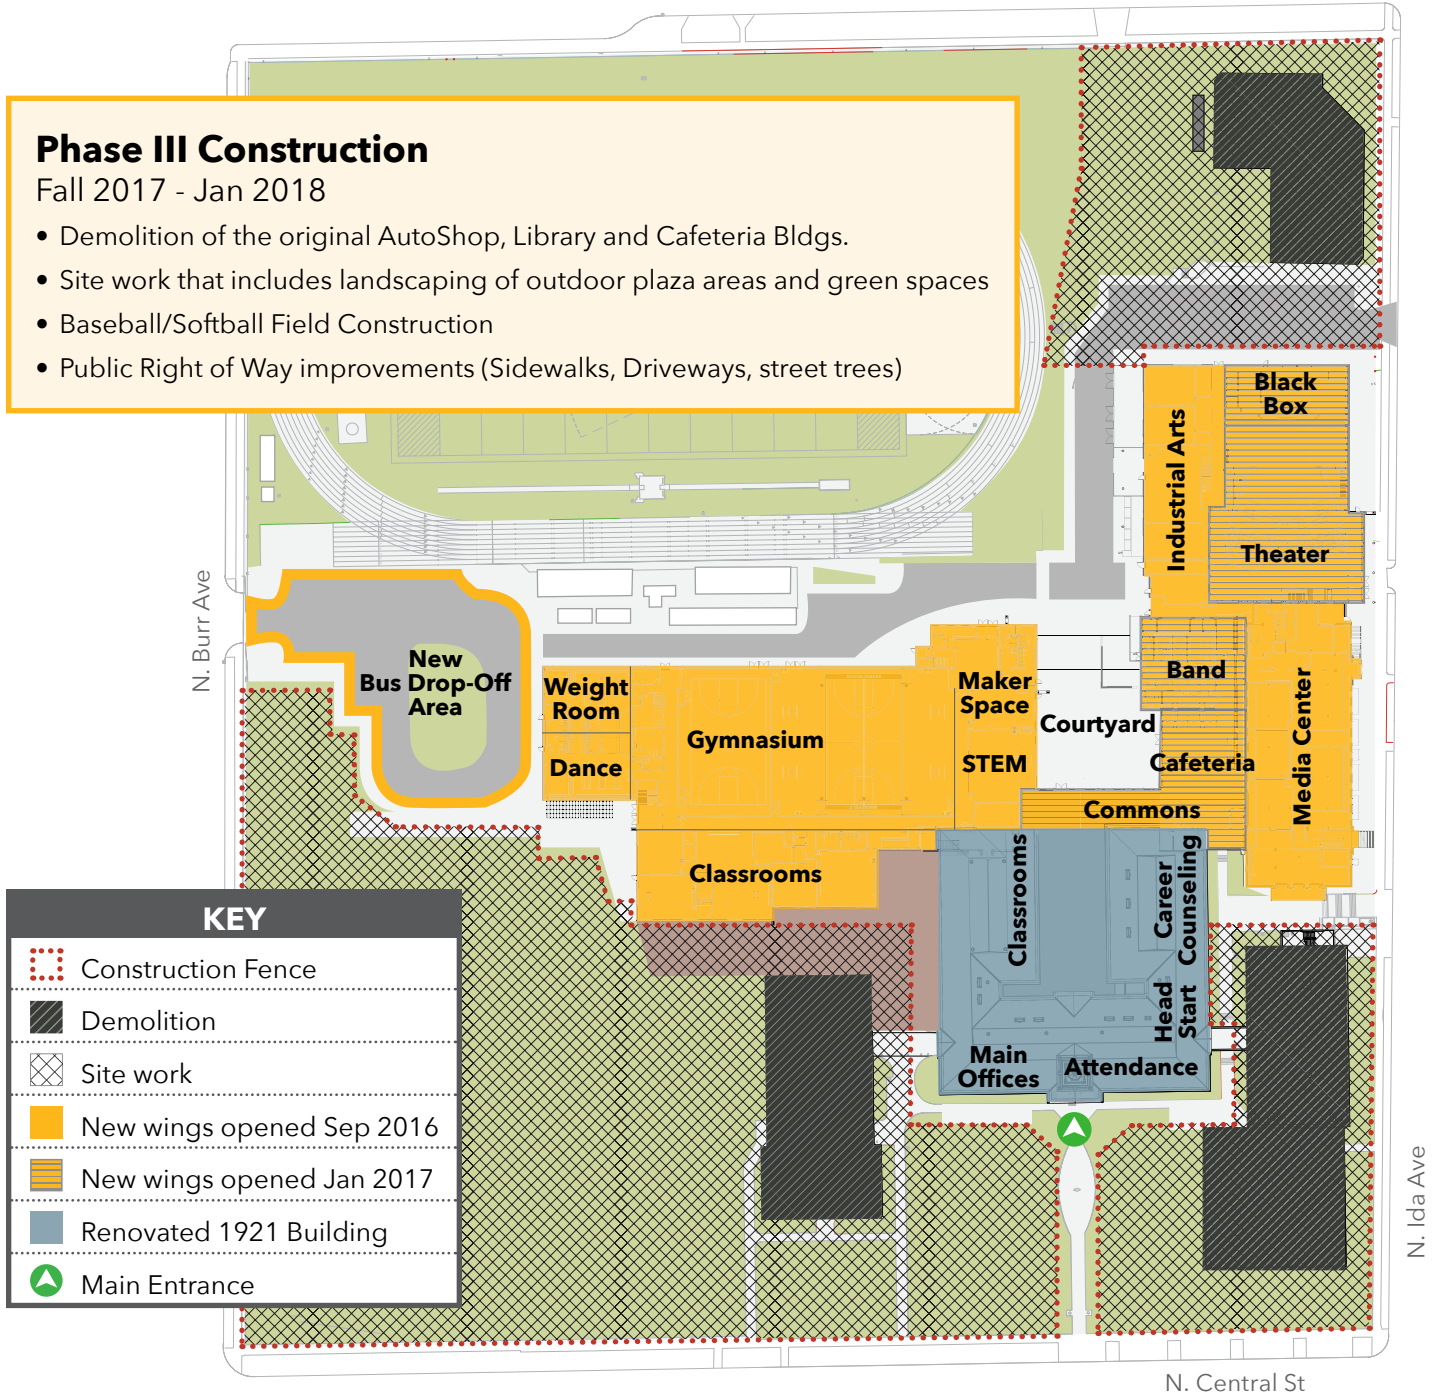 Phase III Construction
Fall 2017 - Jan 2018
• Demolition of the original AutoShop, Library and Cafeteria Bldgs.
• Site work that includes landscaping of outdoor plaza areas and green spaces
• Baseball/Softball Field Construction
• Public Right of Way improvements (Sidewalks, Driveways, street trees)
Black
Box
Industrial Arts
Theater
N. Burr Ave
New
Bus Drop-Off
Area
Weight
Room
Dance
Gymnasium
Maker
Space
STEM
Courtyard
Band
Cafeteria
Media Center
Commons
Classrooms
Classrooms
Career
Counseling
Head
Start
Main
Offices
Attendance
KEY
Construction Fence
Demolition
Site work
New wings opened Sep 2016
New wings opened Jan 2017
Renovated 1921 Building
Main Entrance
N. Ida Ave
N. Central St